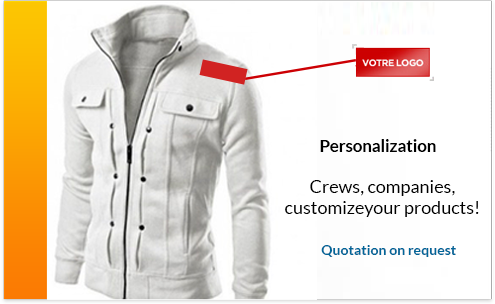 VOTRE LOGO
Personalization
Crews, companies,
customizeyour products!
Quotation on request